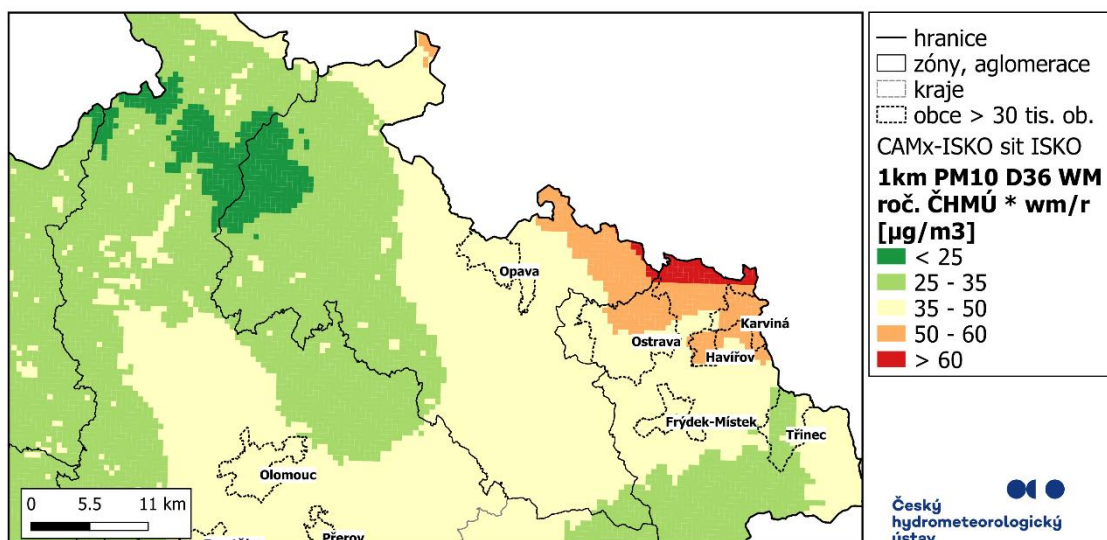 hranice
zóny, aglomerace
kraje
obce > 30 tis. ob.
CAMx-ISKO sit ISKO
1km PM10 D36 WM
roč. ČHMÚ * wm/r
[µg/m3]
< 25
25 - 35
35 - 50
50 - 60
> 60
Opava
Karviná
Ostrava
Havířov
Frýdek-Místek
Třinec
Olomouc
Přerov
0 5.5 11 km
Český
hydrometeorologický
ústav